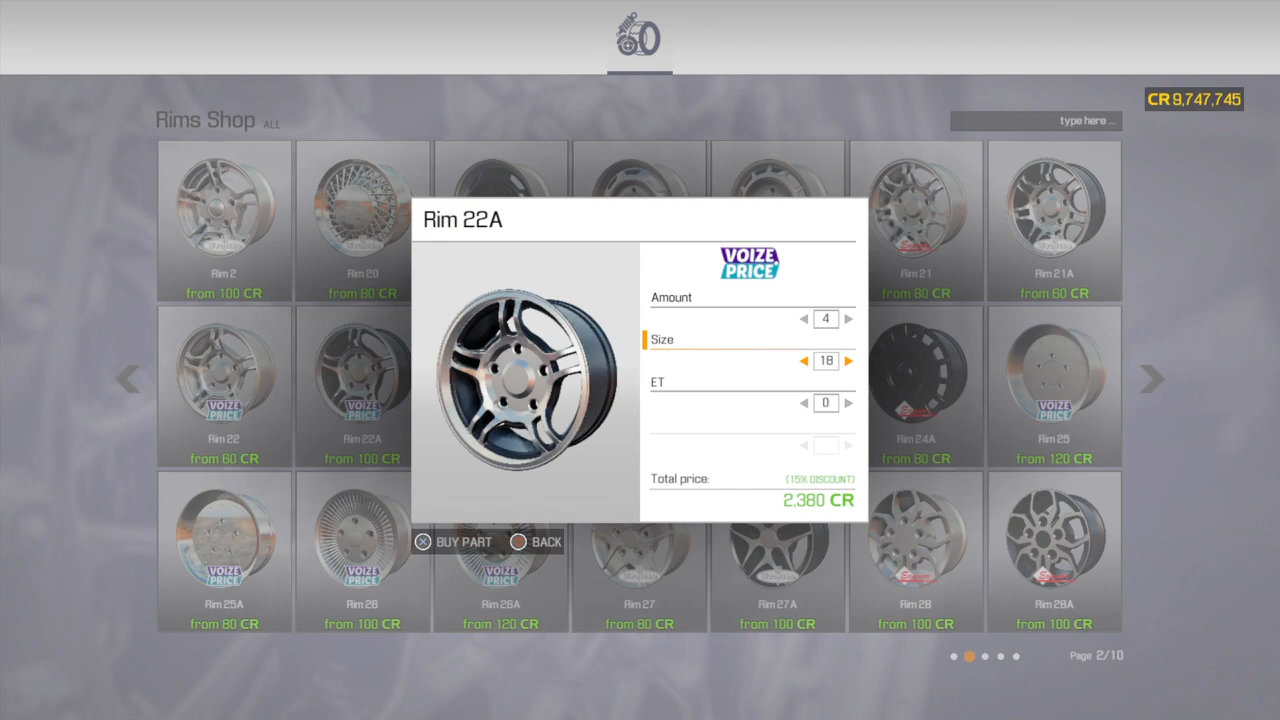 CR 9,747,745
Rims Shop ALL
type here ...
Rim 2
from 100 CR
Rim 20
from 80 CR
Rim 21
from 80 CR
Rim 21A
from 60 CR
Rim 22A
VOIZE PRICE
Amount
4
Size
18
ET
0
Total price:
(15% DISCOUNT)
2,380 CR
BUY PART
BACK
VOIZE PRICE
Rim 22
from 60 CR
VOIZE PRICE
Rim 22A
from 100 CR
Rim 24A
from 80 CR
VOIZE PRICE
Rim 25
from 120 CR
VOIZE PRICE
Rim 25A
from 80 CR
VOIZE PRICE
Rim 26
from 100 CR
VOIZE PRICE
Rim 26A
from 120 CR
Rim 27
from 80 CR
Rim 27A
from 100 CR
Rim 28
from 100 CR
Rim 28A
from 100 CR
Page 2/10